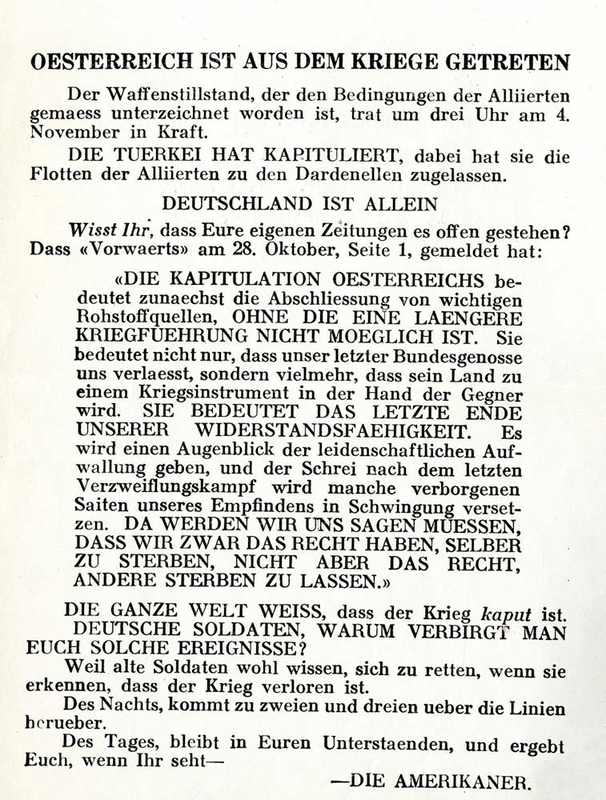 OESTERREICH IST AUS DEM KRIEGE GETRETEN
Der Waffenstillstand, der den Bedingungen der Alliierten
gemaess unterzeichnet worden ist, trat um drei Uhr am 4.
November in Kraft.
DIE TUERKEI HAT KAPITULIERT, dabei hat sie die
Flotten der Alliierten zu den Dardenellen zugelassen.
DEUTSCHLAND IST ALLEIN
Wisst Ihr, dass Eure eigenen Zeitungen es offen gestehen?
Dass «Vorwaerts» am 28. Oktober, Seite 1, gemeldet hat:
«DIE KAPITULATION OESTERREICHS be-
deutet zunaechst die Abschliessung von wichtigen
Rohstoffquellen, OHNE DIE EINE LAENGERE
KRIEGFUEHRUNG NICHT MOEGLICH IST. Sie
bedeutet nicht nur, dass unser letzter Bundesgenosse
uns verlaesst, sondern vielmehr, dass sein Land zu
einem Kriegsinstrument in der Hand der Gegner
wird. SIE BEDEUTET DAS LETZTE ENDE
UNSERER WIDERSTANDSFAEHIGKEIT. Es
wird einen Augenblick der leidenschaftlichen Auf-
wallung geben, und der Schrei nach dem letzten
Verzweiflungskampf wird manche verborgenen
Saiten unseres Empfindens in Schwingung verset-
zen. DA WERDEN WIR UNS SAGEN MUESSEN,
DASS WIR ZWAR DAS RECHT HABEN, SELBER
ZU STERBEN, NICHT ABER DAS RECHT,
ANDERE STERBEN ZU LASSEN.»
DIE GANZE WELT WEISS, dass der Krieg kaput ist.
DEUTSCHE SOLDATEN, WARUM VERBIRGT MAN
EUCH SOLCHE EREIGNISSE?
Weil alte Soldaten wohl wissen, sich zu retten, wenn sie
erkennen, dass der Krieg verloren ist.
Des Nachts, kommt zu zweien und dreien ueber die Linien
herueber.
Des Tages, bleibt in Euren Unterstaenden, und ergebt
Euch, wenn Ihr seht—
—DIE AMERIKANER.